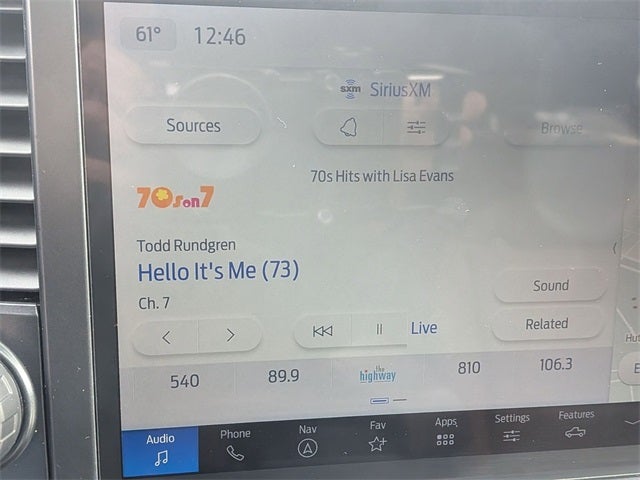 61° 12:46
sxm SiriusXM
Sources
Browse
70s Hits with Lisa Evans
70s on 7
Todd Rundgren
Hello It's Me (73)
Ch. 7
Sound
Live
Related
540 89.9 the highway 810 106.3
Audio Phone Nav Fav Apps Settings Features